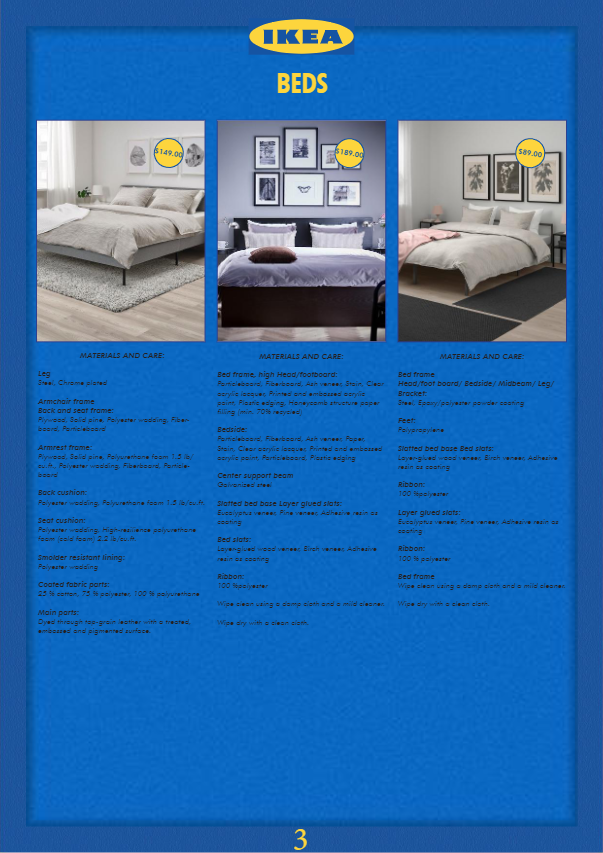 IKEA
BEDS
$149.00
$189.00
$89.00
MATERIALS AND CARE:
Leg
Steel, Chrome plated
Armchair frame
Back and seat frame:
Plywood, Solid pine, Polyester wadding, Fiber-
board, Particleboard
Armrest frame:
Plywood, Solid pine, Polyurethane foam 1.5 lb/
cu.ft., Polyester wadding, Fiberboard, Particle-
board
Back cushion:
Polyester wadding, Polyurethane foam 1.5 lb/cu.ft.
Seat cushion:
Polyester wadding, High-resilience polyurethane
foam (cold foam) 2.2 lb/cu.ft.
Smolder resistant lining:
Polyester wadding
Coated fabric parts:
25 % cotton, 75 % polyester, 100 % polyurethane
Main parts:
Dyed through top-grain leather with a treated,
embossed and pigmented surface.
MATERIALS AND CARE:
Bed frame, high Head/footboard:
Particleboard, Fiberboard, Ash veneer, Stain, Clear
acrylic lacquer, Printed and embossed acrylic
paint, Plastic edging, Honeycomb structure paper
filling (min. 70% recycled),
Bedside:
Particleboard, Fiberboard, Ash veneer, Paper,
Stain, Clear acrylic lacquer, Printed and embossed
acrylic paint, Particleboard, Plastic edging
Center support beam
Galvanized steel
Slatted bed base Layer glued slats:
Eucalyptus veneer, Pine veneer, Adhesive resin as
coating
Bed slats:
Layer-glued wood veneer, Birch veneer, Adhesive
resin as coating
Ribbon:
100 %polyester
Wipe clean using a damp cloth and a mild cleaner.
Wipe dry with a clean cloth.
MATERIALS AND CARE:
Bed frame
Head/foot board/ Bedside/ Midbeam/ Leg/
Bracket:
Steel, Epoxy/polyester powder coating
Feet:
Polypropylene
Slatted bed base Bed slats:
Layer-glued wood veneer, Birch veneer, Adhesive
resin as coating
Ribbon:
100 %polyester
Layer glued slats:
Eucalyptus veneer, Pine veneer, Adhesive resin as
coating
Ribbon:
100 % polyester
Bed frame
Wipe clean using a damp cloth and a mild cleaner.
Wipe dry with a clean cloth.
3